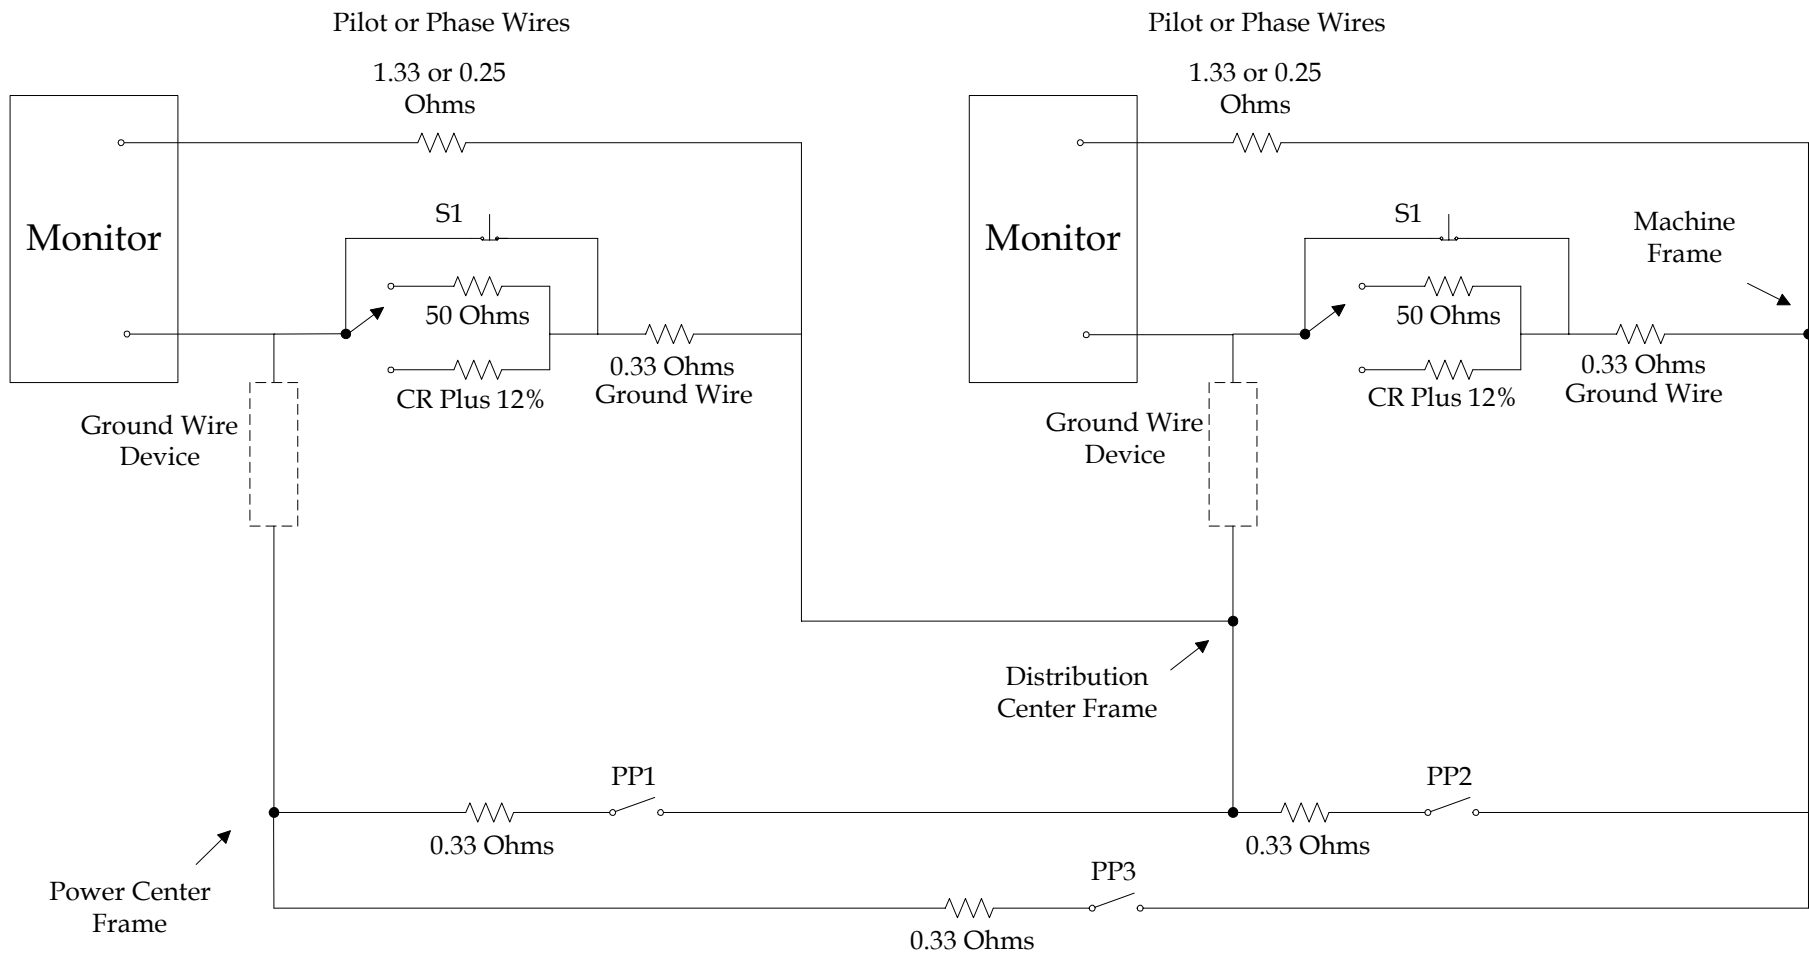 Pilot or Phase Wires
1.33 or 0.25
Ohms
Monitor
S1
50 Ohms
CR Plus 12%
0.33 Ohms
Ground Wire
Ground Wire
Device
Pilot or Phase Wires
1.33 or 0.25
Ohms
Monitor
S1
50 Ohms
CR Plus 12%
0.33 Ohms
Ground Wire
Machine
Frame
Ground Wire
Device
Distribution
Center Frame
PP1
0.33 Ohms
PP2
0.33 Ohms
Power Center
Frame
PP3
0.33 Ohms